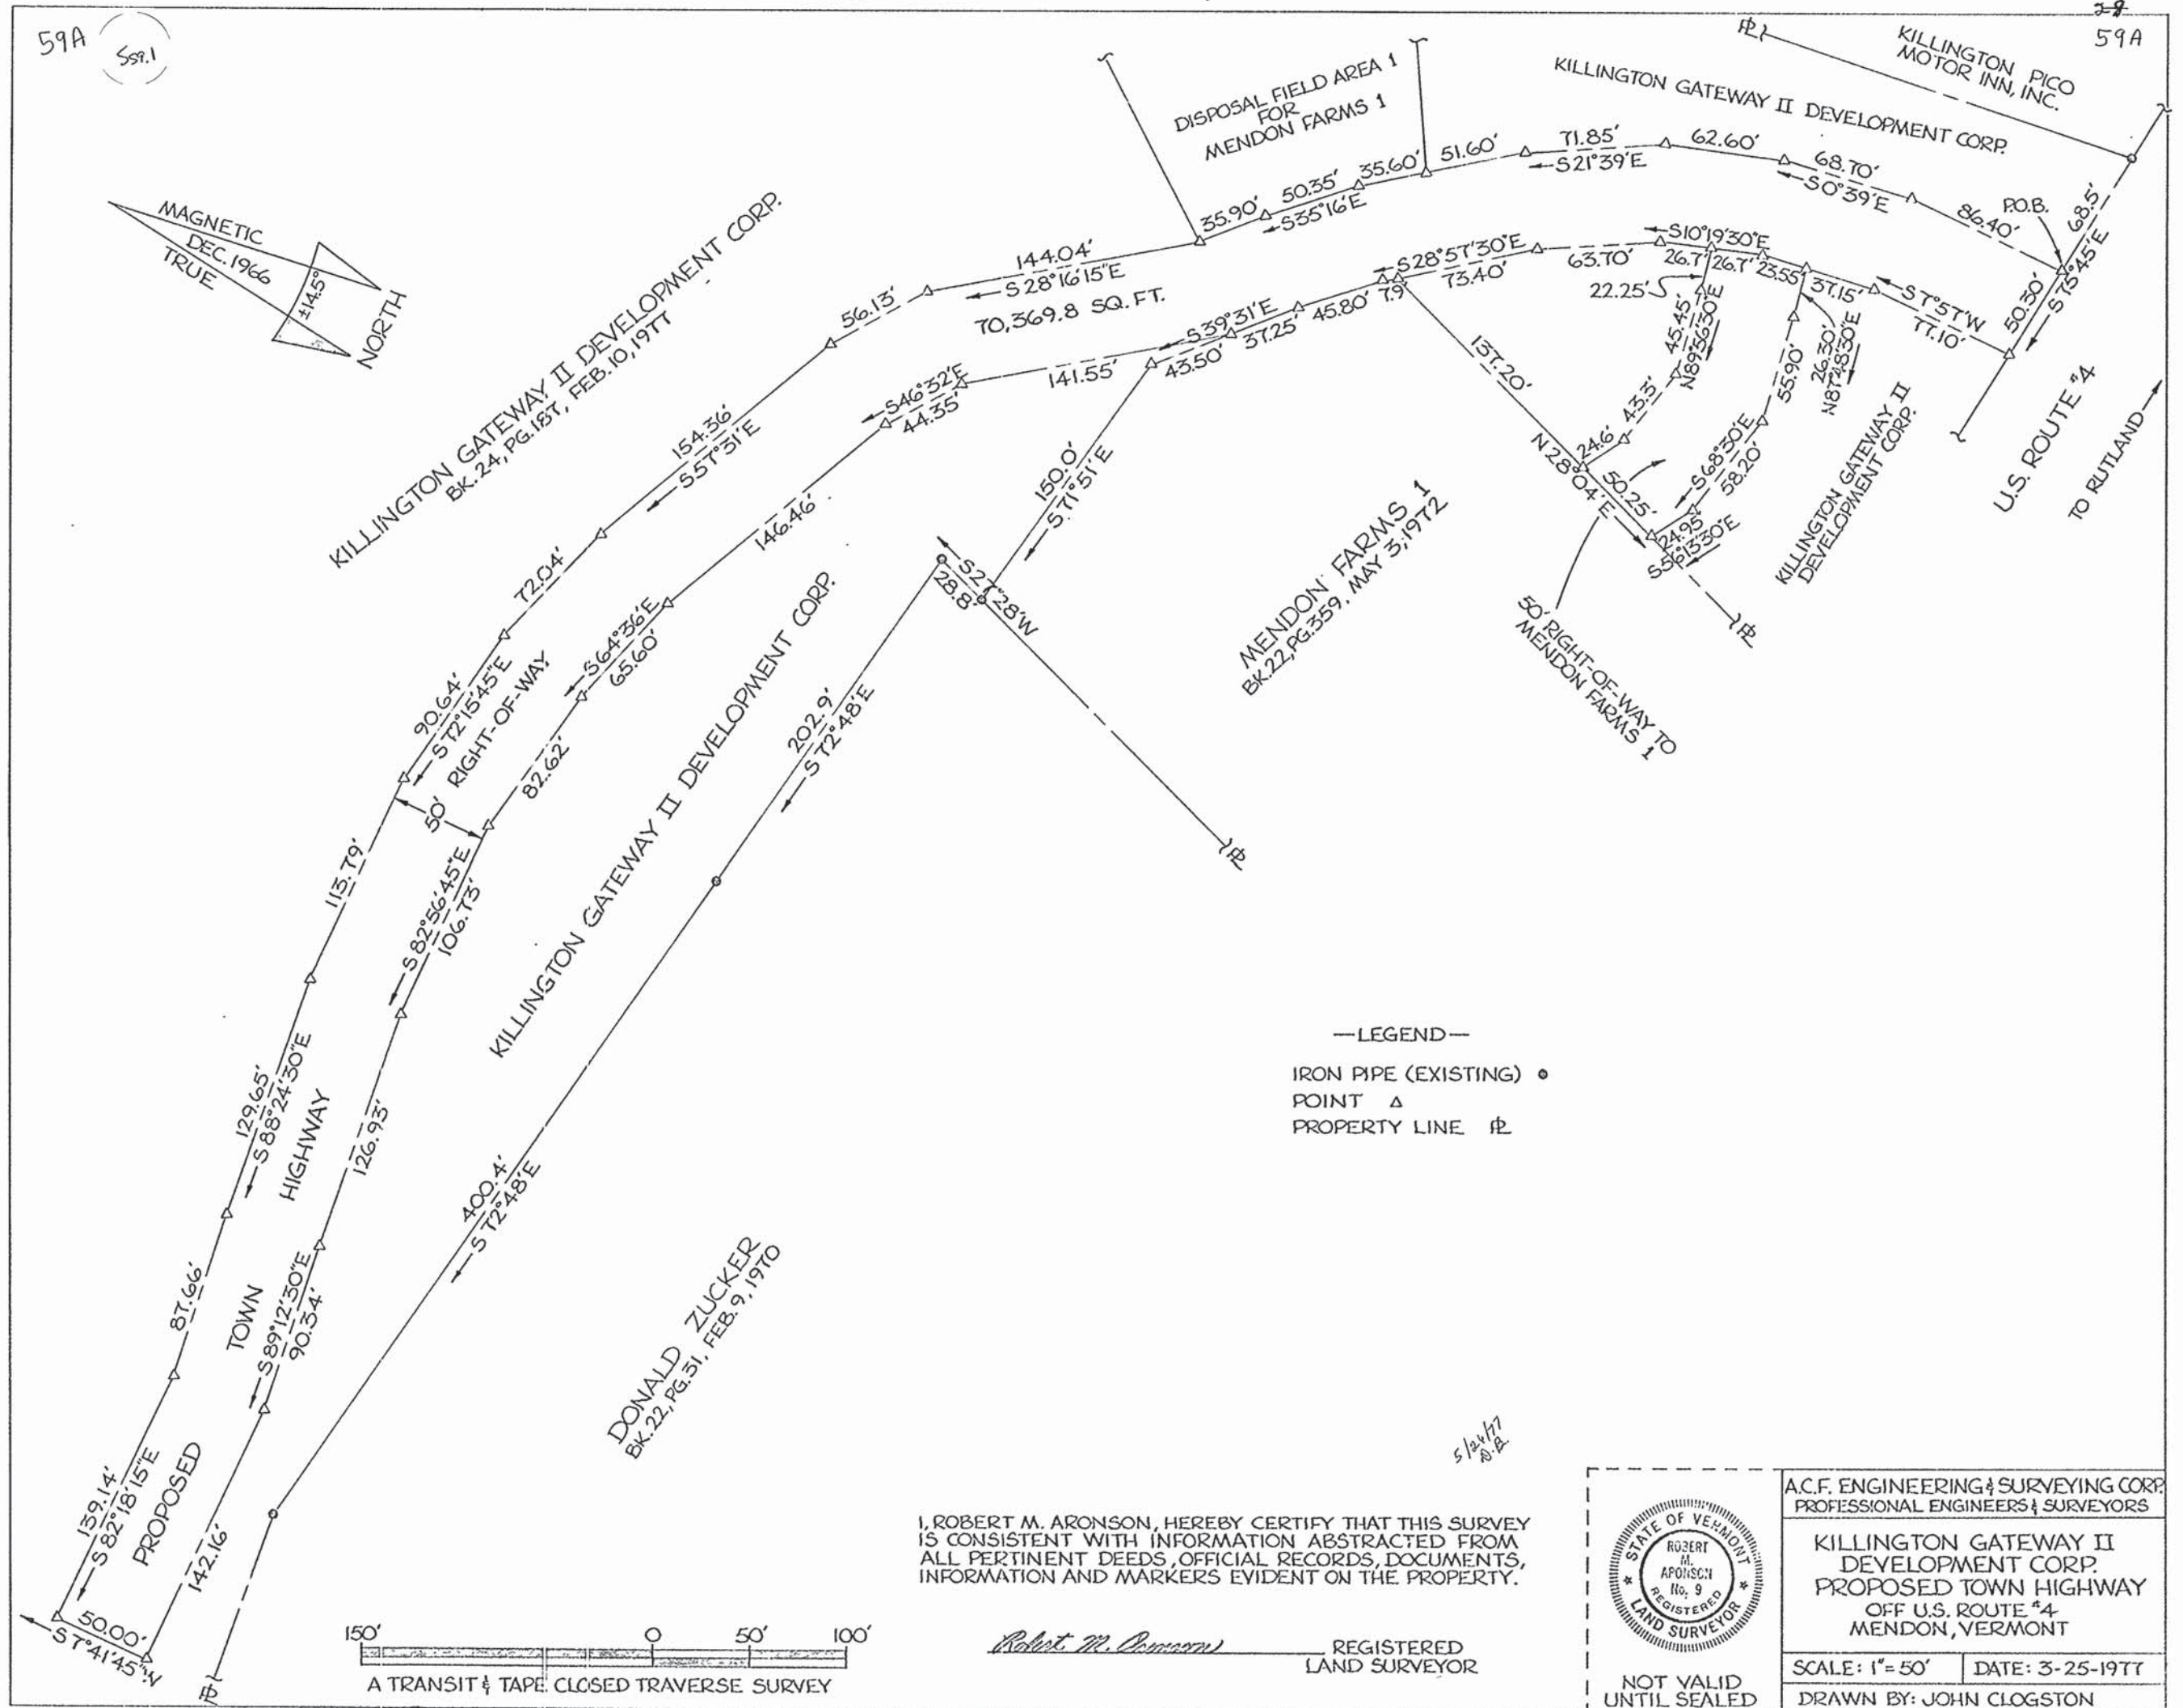 59A
S59.1
29
59A
MAGNETIC
DEC. 1966
TRUE
±14.5°
NORTH
KILLINGTON GATEWAY II DEVELOPMENT CORP.
BK. 24, PG. 187, FEB. 10, 1977
DISPOSAL FIELD AREA 1
FOR
MENDON FARMS 1
KILLINGTON GATEWAY II DEVELOPMENT CORP.
PL
KILLINGTON PICO
MOTOR INN, INC.
68.5'
P.O.B.
86.40'
68.70'
S0°39'E
62.60'
71.85'
S21°39'E
51.60'
35.60'
50.35'
S35°16'E
35.90'
144.04'
S28°16'15"E
70,369.8 SQ. FT.
56.13'
154.36'
S57°31'E
72.04'
90.64'
S72°15'45"E
RIGHT-OF-WAY
50'
113.79'
129.65'
S88°24'30"E
HIGHWAY
87.66'
TOWN
139.14'
S82°18'15"E
PROPOSED
50.00'
142.16'
S89°12'30"E
90.34'
126.93'
S82°56'45"E
106.73'
82.62'
S64°36'E
65.60'
146.46'
S46°32'E
44.35'
141.55'
S39°31'E
43.50'
37.25'
45.80'
7.9'
S28°57'30"E
73.40'
63.70'
S10°19'30"E
26.7'
26.7'
23.55'
37.15'
S7°57'W
77.10'
50.30'
S75°45'E
22.25'
45.45'
N89°36'30"E
43.3'
24.6'
137.20'
N28°04'E
50.25'
55.90'
26.30'
N87°48'30"E
S68°30'E
58.20'
24.95'
S56°13'30"E
PL
KILLINGTON GATEWAY II
DEVELOPMENT CORP.
U.S. ROUTE #4
TO RUTLAND
50' RIGHT-OF-WAY TO
MENDON FARMS 1
150.0'
S71°51'E
S27°28'W
28.8'
MENDON FARMS 1
BK. 22, PG. 359, MAY 3, 1972
PL
202.9'
S72°48'E
KILLINGTON GATEWAY II DEVELOPMENT CORP.
400.4'
S72°48'E
DONALD ZUCKER
BK. 22, PG. 31, FEB. 9, 1970
PL
—LEGEND—
IRON PIPE (EXISTING)
POINT △
PROPERTY LINE PL
5/26/77
I, ROBERT M. ARONSON, HEREBY CERTIFY THAT THIS SURVEY
IS CONSISTENT WITH INFORMATION ABSTRACTED FROM
ALL PERTINENT DEEDS, OFFICIAL RECORDS, DOCUMENTS,
INFORMATION AND MARKERS EVIDENT ON THE PROPERTY.
Robert M. Aronson
REGISTERED
LAND SURVEYOR
150' 0 50' 100'
A TRANSIT & TAPE CLOSED TRAVERSE SURVEY
STATE OF VERMONT
ROBERT
M.
ARONSON
No. 9
REGISTERED
LAND SURVEYOR
NOT VALID
UNTIL SEALED
A.C.F. ENGINEERING & SURVEYING CORP.
PROFESSIONAL ENGINEERS & SURVEYORS
KILLINGTON GATEWAY II
DEVELOPMENT CORP.
PROPOSED TOWN HIGHWAY
OFF U.S. ROUTE #4
MENDON, VERMONT
SCALE: 1"=50'
DATE: 3-25-1977
DRAWN BY: JOHN CLOGSTON